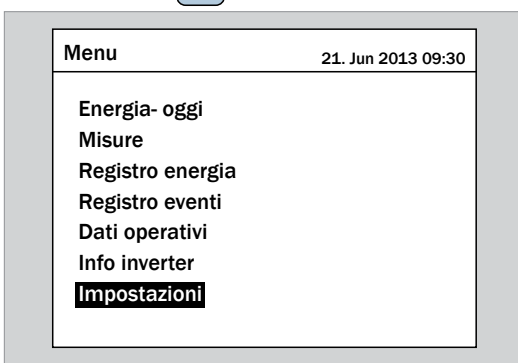 Menu 21. Jun 2013 09:30
Energia- oggi
Misure
Registro energia
Registro eventi
Dati operativi
Info inverter
Impostazioni